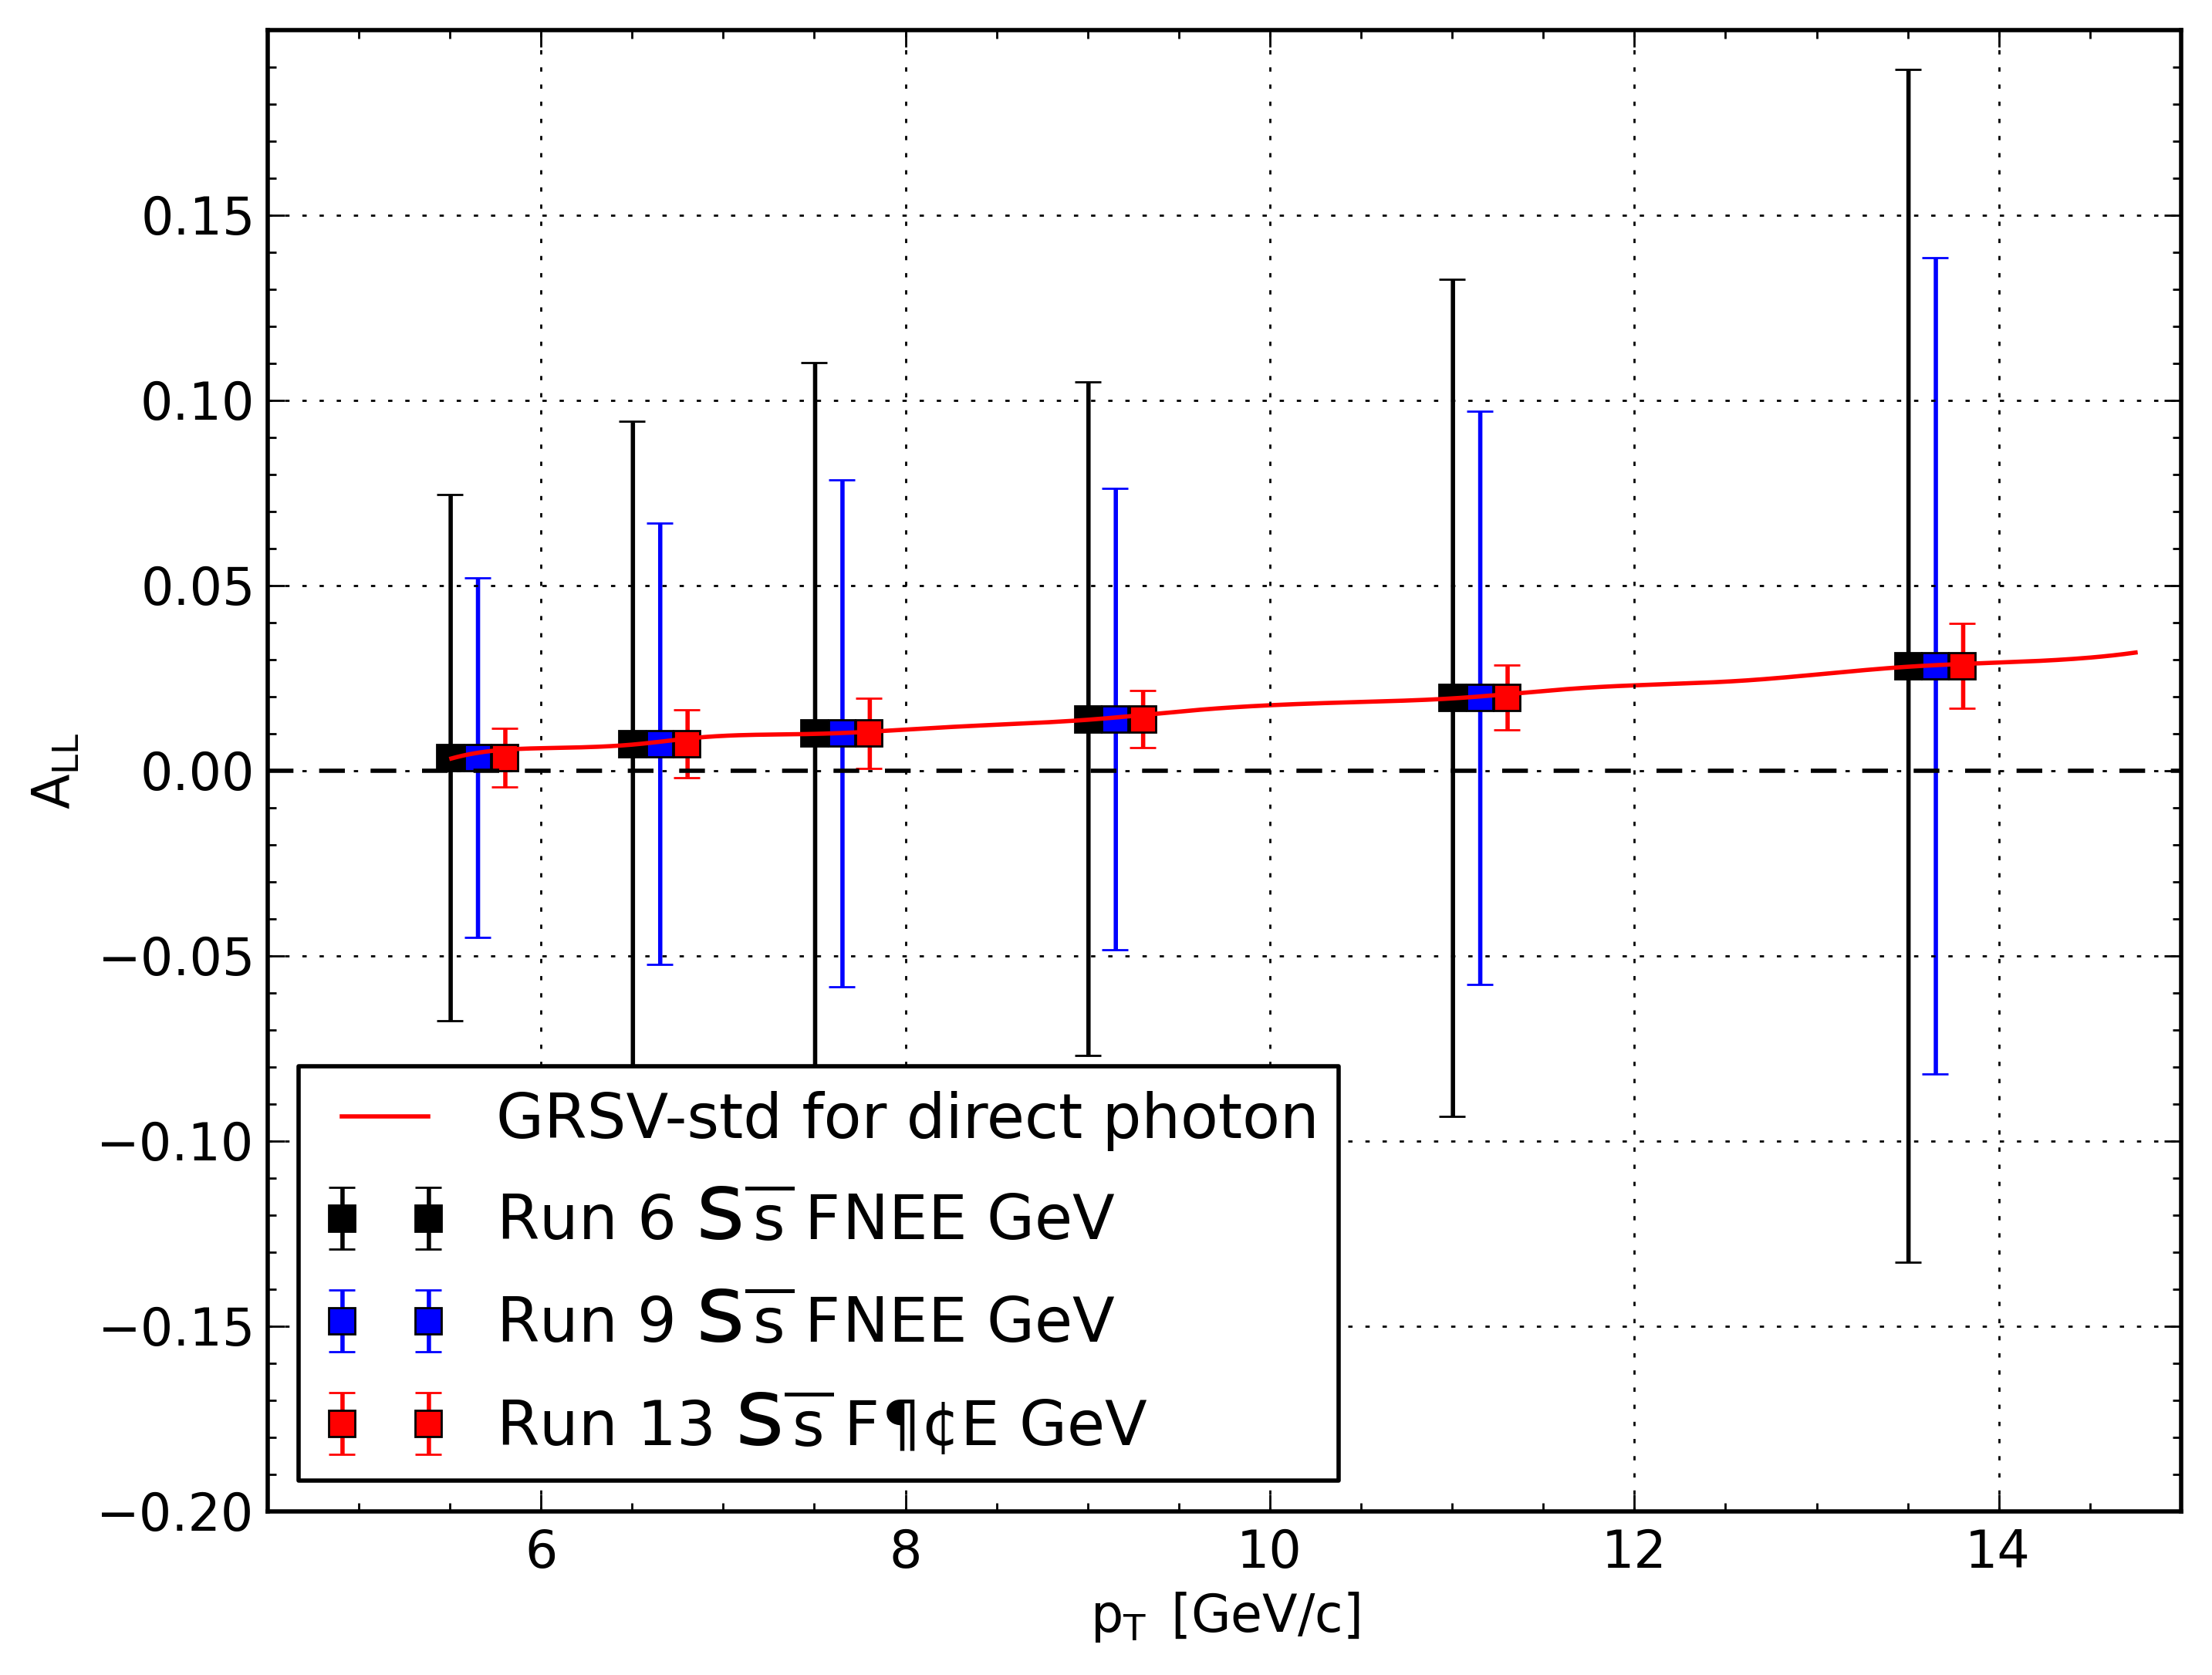 0.15
0.10
0.05
0.00
−0.05
−0.10
−0.15
−0.20
A_LL
GRSV-std for direct photon
Run 6 S s FNEE GeV
Run 9 S s FNEE GeV
Run 13 S s F¶¢E GeV
6 8 10 12 14
p_T [GeV/c]